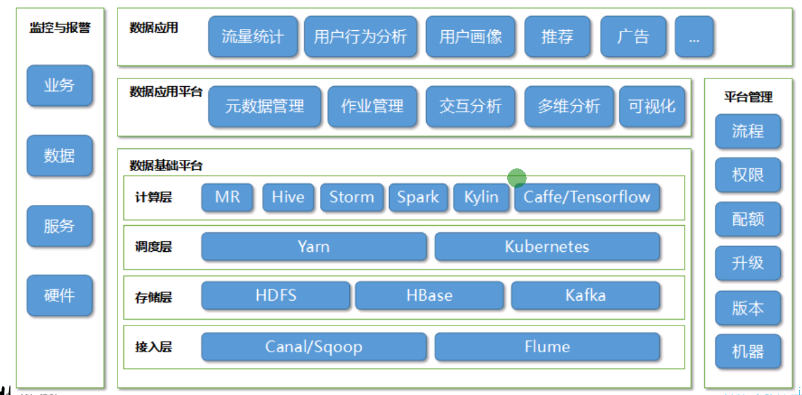 监控与报警
业务
数据
服务
硬件
数据应用
流量统计 用户行为分析 用户画像 推荐 广告 ...
数据应用平台
元数据管理 作业管理 交互分析 多维分析 可视化
数据基础平台
计算层 MR Hive Storm Spark Kylin Caffe/Tensorflow
调度层 Yarn Kubernetes
存储层 HDFS HBase Kafka
接入层 Canal/Sqoop Flume
平台管理
流程
权限
配额
升级
版本
机器